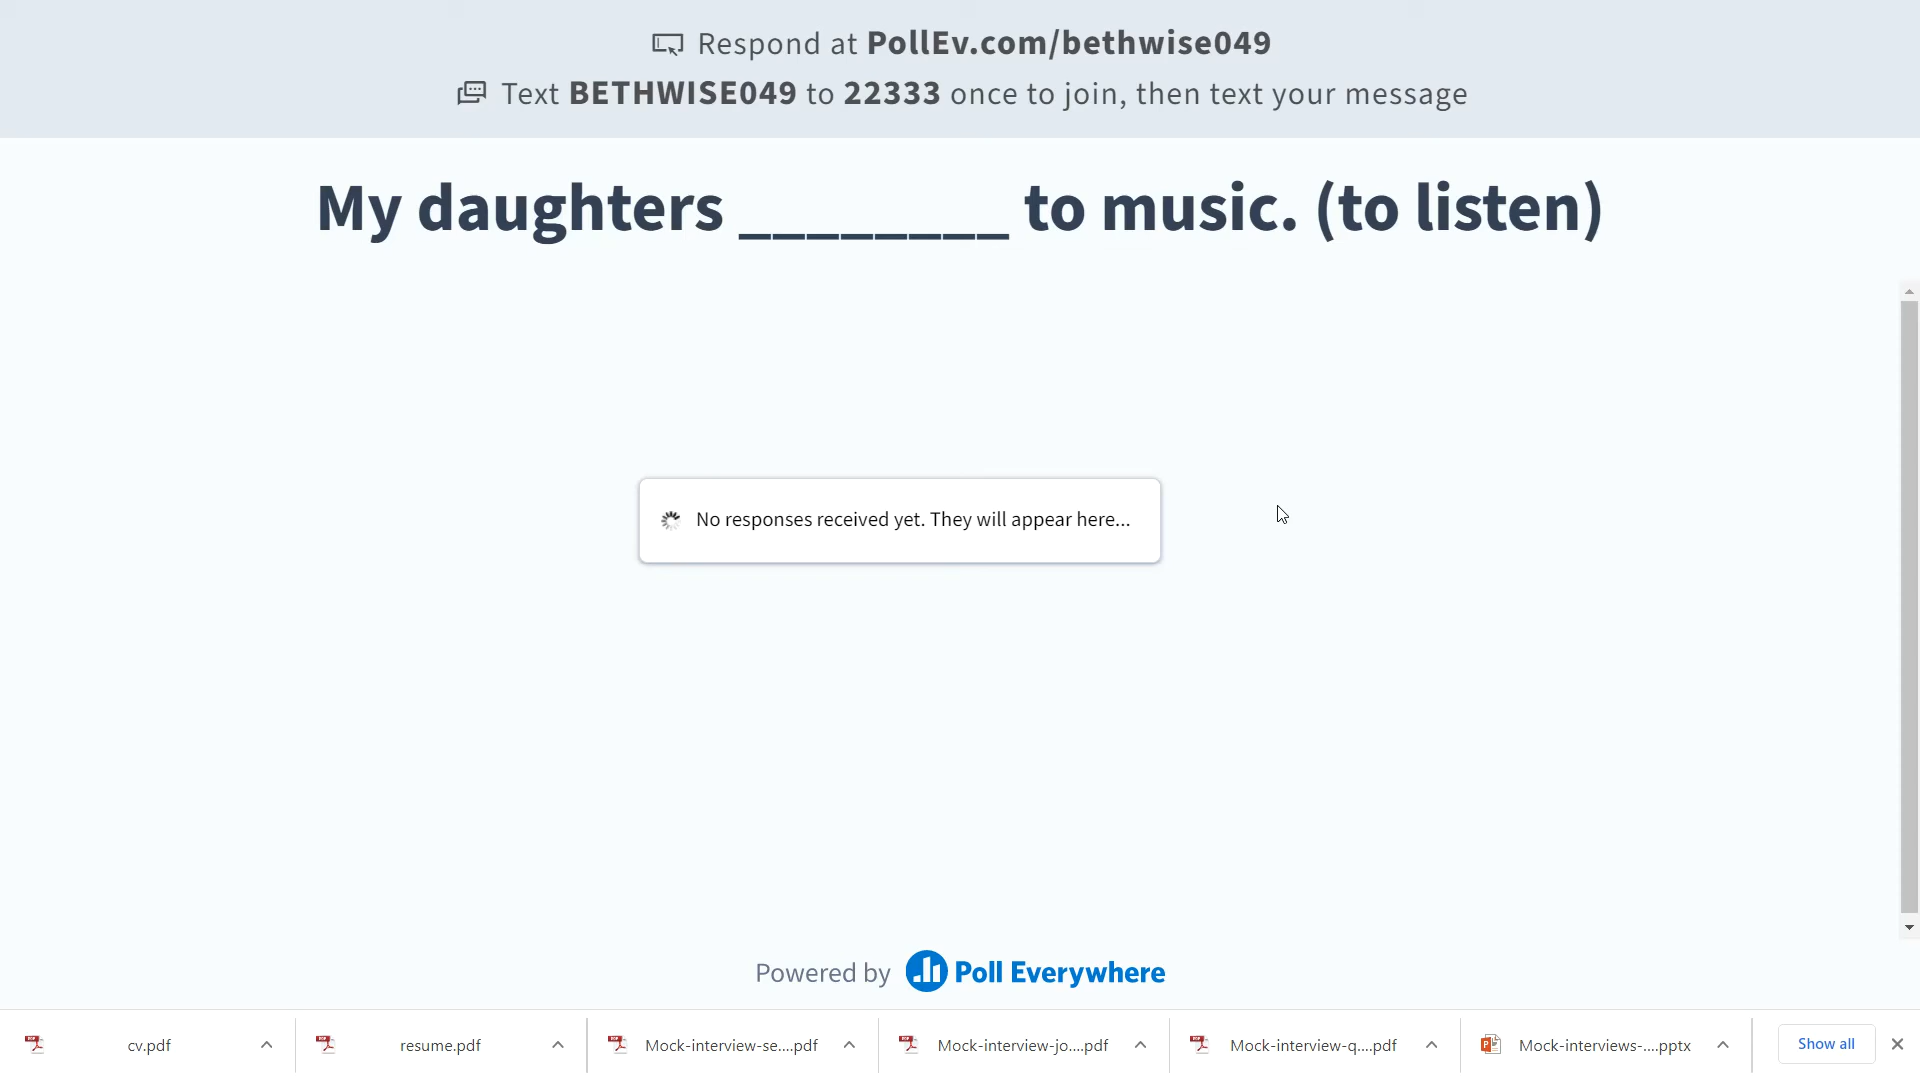 Respond at PollEv.com/bethwise049
Text BETHWISE049 to 22333 once to join, then text your message
My daughters ________ to music. (to listen)
No responses received yet. They will appear here...
Powered by Poll Everywhere
cv.pdf
resume.pdf
Mock-interview-se....pdf
Mock-interview-jo....pdf
Mock-interview-q....pdf
Mock-interviews-....pptx
Show all